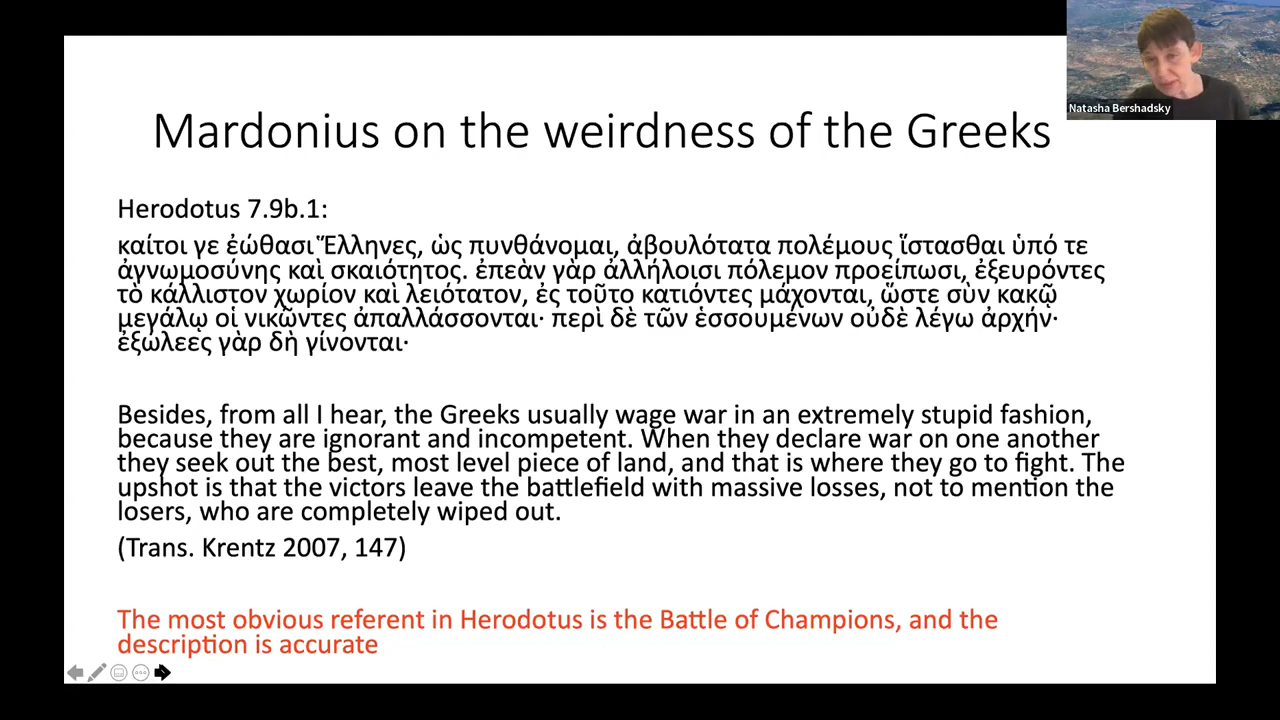 Natasha Bershadsky
Mardonius on the weirdness of the Greeks
Herodotus 7.9b.1:
καίτοι γε ἐώθασι Ἕλληνες, ὡς πυνθάνομαι, ἀβουλότατα πολέμους ἵστασθαι ὑπό τε
ἀγνωμοσύνης καὶ σκαιότητος. ἐπεὰν γὰρ ἀλλήλοισι πόλεμον προείπωσι, ἐξευρόντες
τὸ κάλλιστον χωρίον καὶ λειότατον, ἐς τοῦτο κατιόντες μάχονται, ὥστε σὺν κακῷ
μεγάλῳ οἱ νικῶντες ἀπαλλάσσονται· περὶ δὲ τῶν ἑσσουμένων οὐδὲ λέγω ἀρχήν·
ἐξώλεες γὰρ δὴ γίνονται·
Besides, from all I hear, the Greeks usually wage war in an extremely stupid fashion,
because they are ignorant and incompetent. When they declare war on one another
they seek out the best, most level piece of land, and that is where they go to fight. The
upshot is that the victors leave the battlefield with massive losses, not to mention the
losers, who are completely wiped out.
(Trans. Krentz 2007, 147)
The most obvious referent in Herodotus is the Battle of Champions, and the
description is accurate